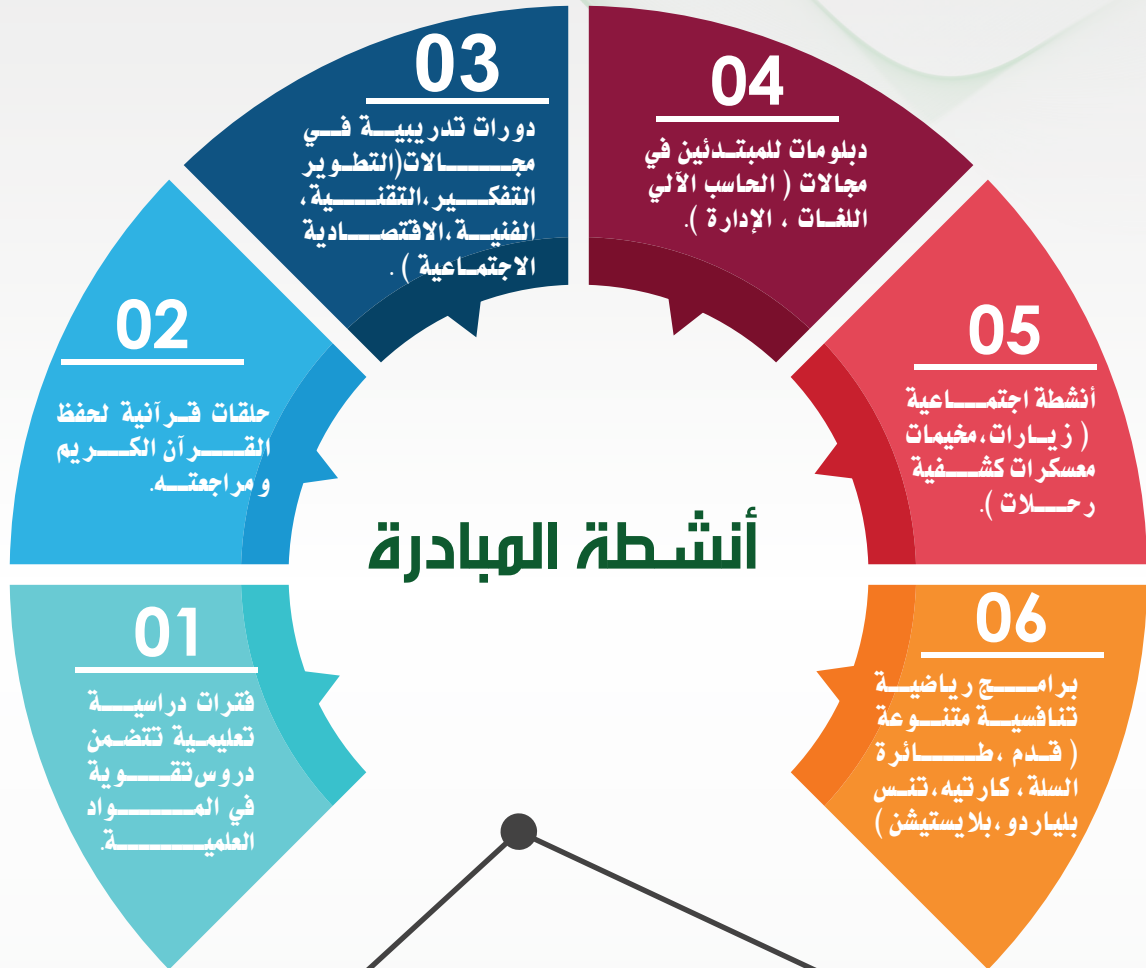 أنشطة المبادرة
01
فترات دراسية
تعليمية تتضمن
دروس تقوية
في المواد
العلمية.
02
حلقات قرآنية لحفظ
القرآن الكريم
ومراجعته.
03
دورات تدريبية في
مجالات(التطوير
التفكير،التقنية،
الفنية،الاقتصادية
الاجتماعية).
04
دبلومات للمبتدئين في
مجالات ( الحاسب الآلي
اللغات ، الإدارة ).
05
أنشطة اجتماعية
( زيارات،مخيمات
معسكرات كشفية
رحلات ).
06
برامج رياضية
تنافسية متنوعة
( قدم ،طائرة
السلة ، كارتيه،تنس
بلياردو ،بلايستيشن )